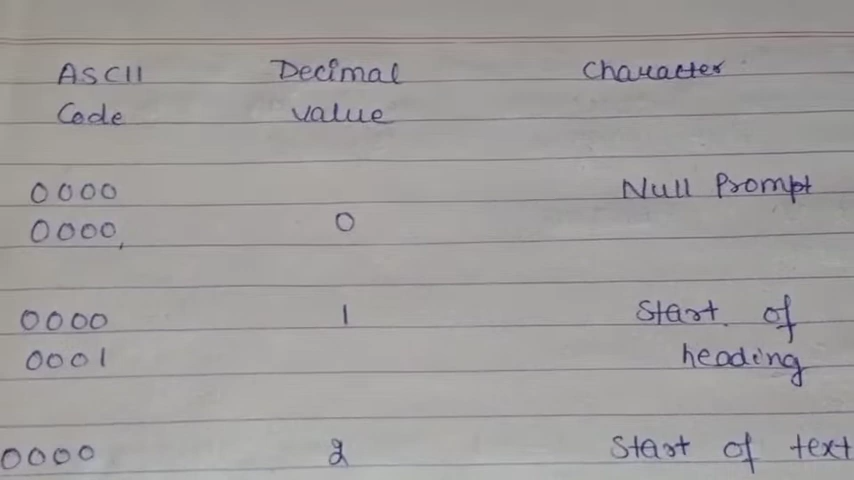 ASCII Decimal Character
Code value
0000 Null Prompt
0000, 0
0000 1 Start of
0001 heading
0000 2 Start of text